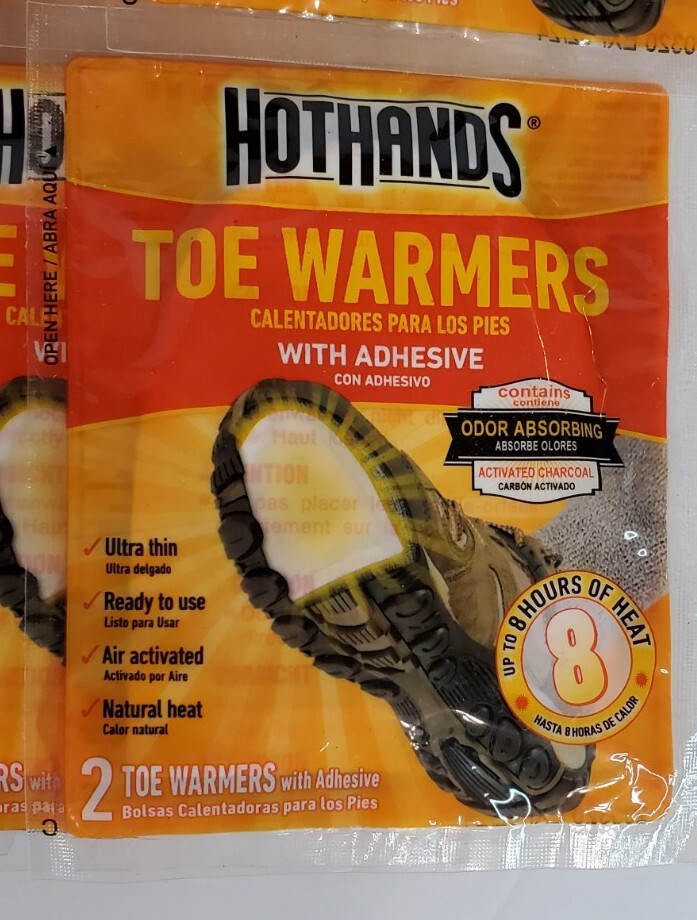 HOTHANDS®
TOE WARMERS
CALENTADORES PARA LOS PIES
WITH ADHESIVE
CON ADHESIVO
contains
contiene
ODOR ABSORBING
ABSORBE OLORES
ACTIVATED CHARCOAL
CARBÓN ACTIVADO
✓ Ultra thin
Ultra delgado
✓ Ready to use
Listo para Usar
✓ Air activated
Activado por Aire
✓ Natural heat
Calor natural
UP TO 8 HOURS OF HEAT
8
HASTA 8 HORAS DE CALOR
2 TOE WARMERS with Adhesive
Bolsas Calentadoras para los Pies
OPEN HERE / ABRA AQUI